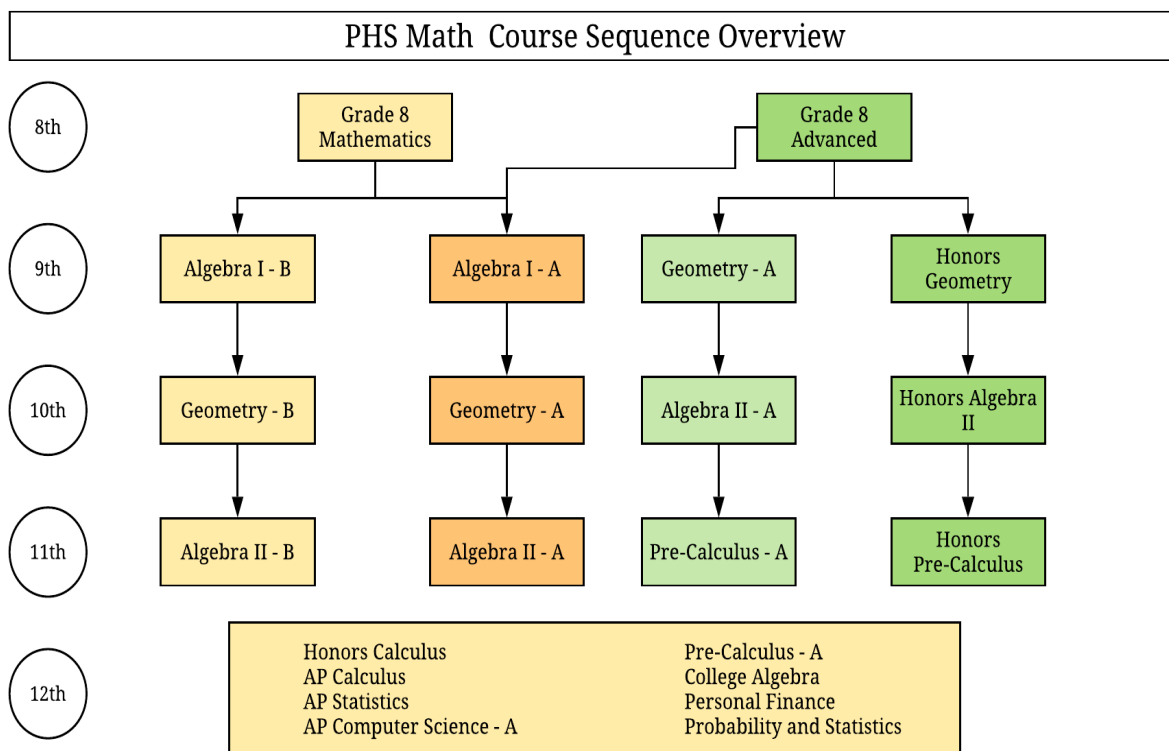 PHS Math  Course Sequence Overview
8th
Grade 8
Mathematics
Grade 8
Advanced
9th
Algebra I - B
Algebra I - A
Geometry - A
Honors
Geometry
10th
Geometry - B
Geometry - A
Algebra II - A
Honors Algebra
II
11th
Algebra II - B
Algebra II - A
Pre-Calculus - A
Honors
Pre-Calculus
12th
Honors Calculus
AP Calculus
AP Statistics
AP Computer Science - A
Pre-Calculus - A
College Algebra
Personal Finance
Probability and Statistics